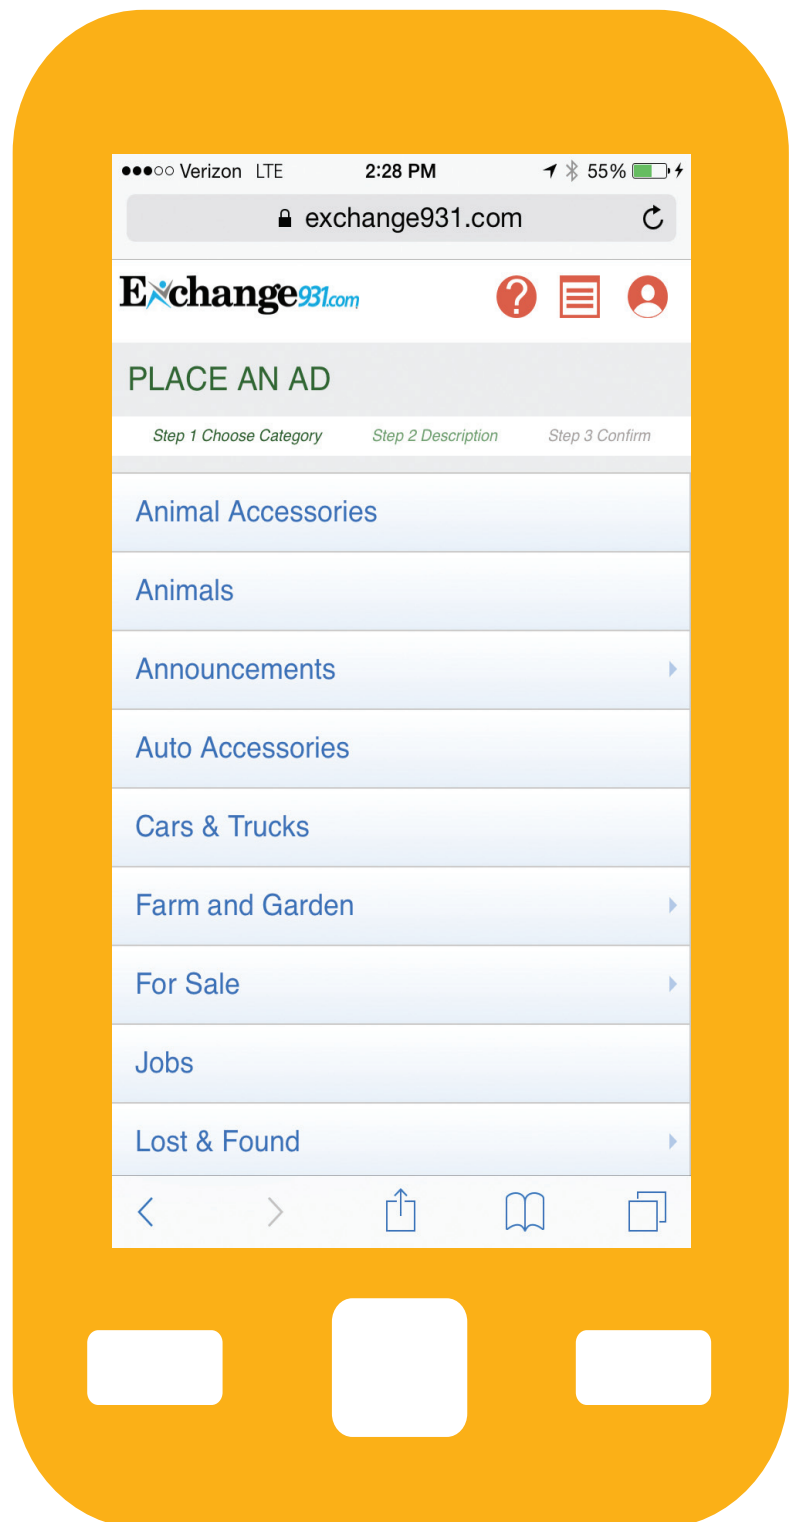 Verizon LTE 2:28 PM 55%
exchange931.com
Exchange931.com ?
PLACE AN AD
Step 1 Choose Category Step 2 Description Step 3 Confirm
Animal Accessories
Animals
Announcements
Auto Accessories
Cars & Trucks
Farm and Garden
For Sale
Jobs
Lost & Found